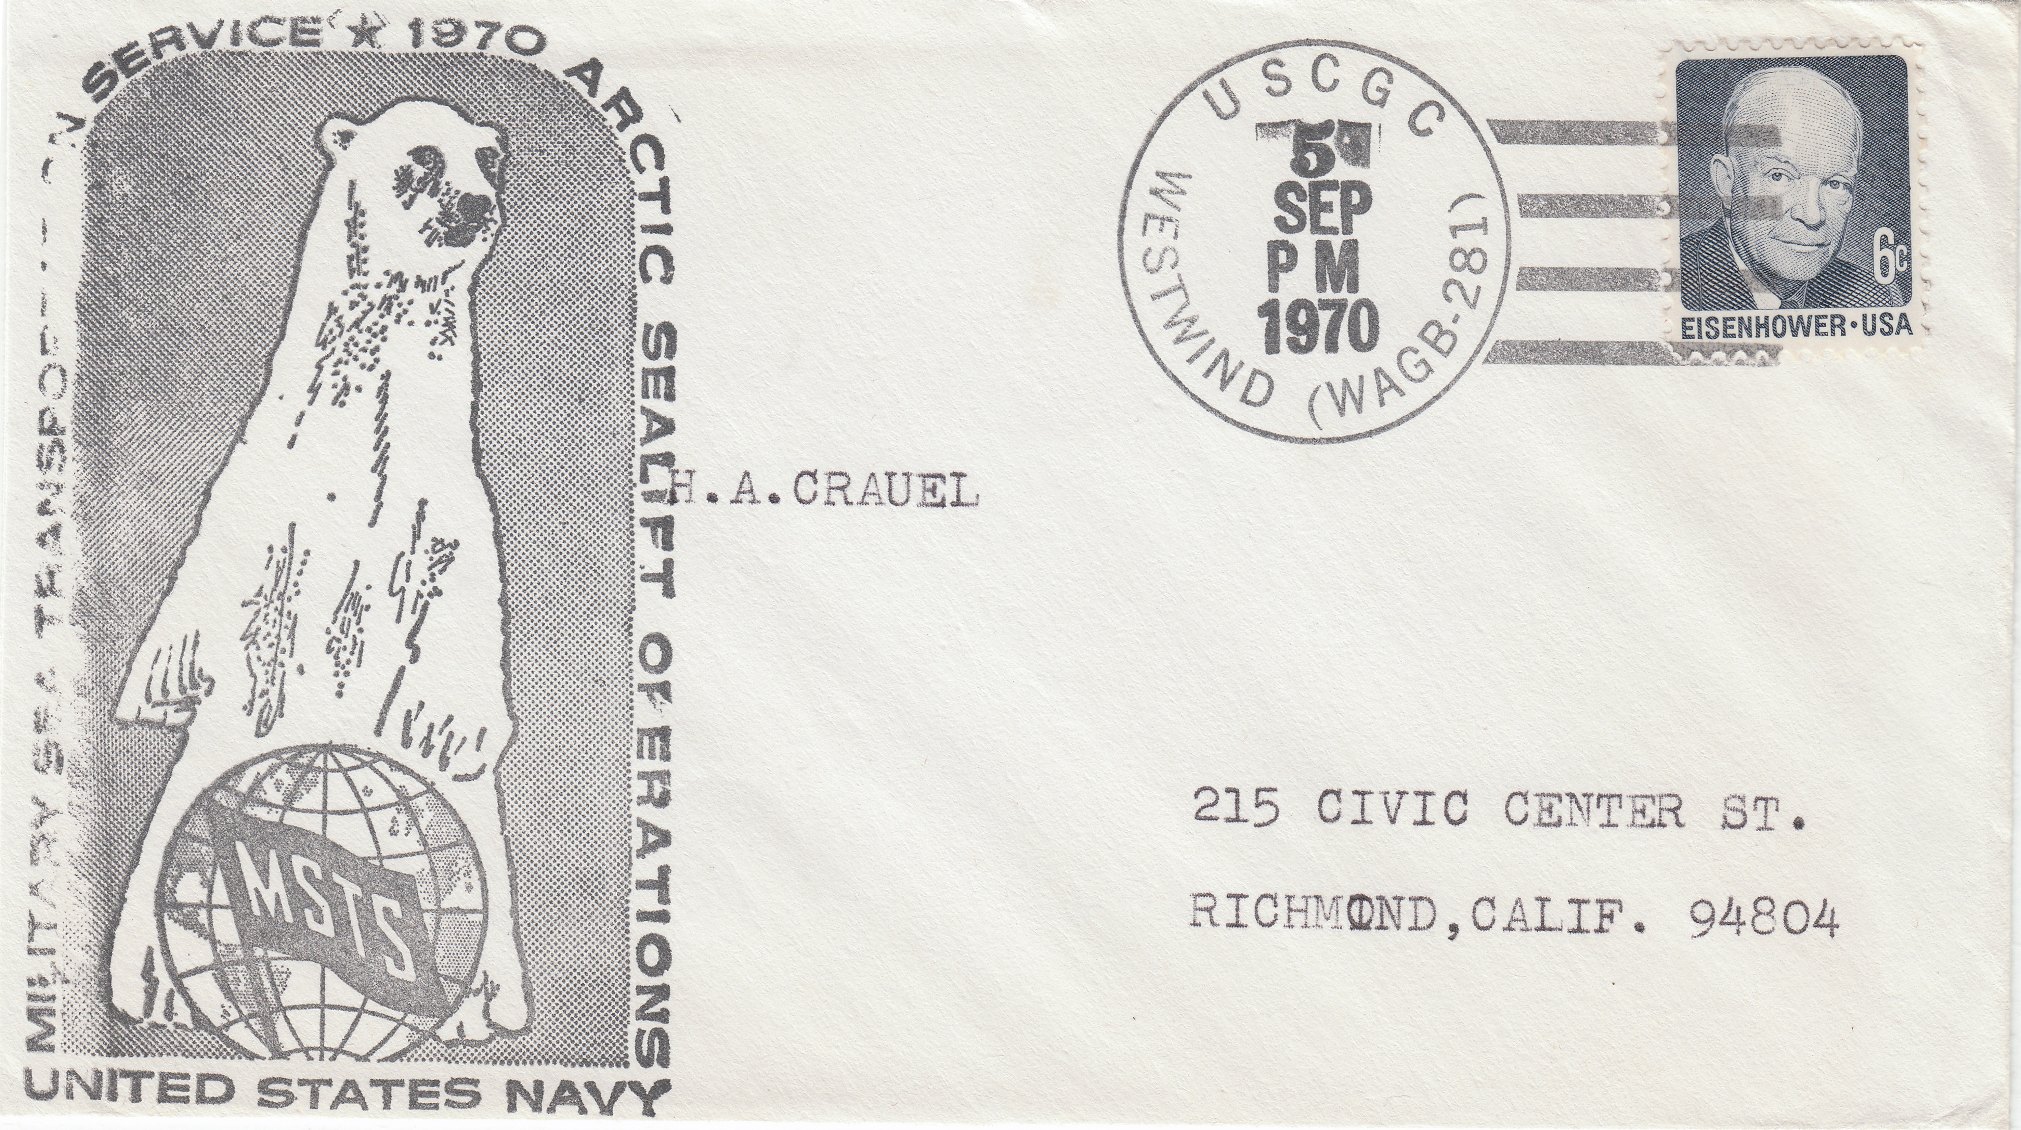 MILITARY SEA TRANSPORTATION SERVICE ★ 1970 ARCTIC SEALIFT OPERATIONS
UNITED STATES NAVY
MSTS
USCGC
WESTWIND (WAGB-281)
5
SEP
PM
1970
6c
EISENHOWER·USA
H.A.CRAUEL
215 CIVIC CENTER ST.
RICHMOND,CALIF. 94804